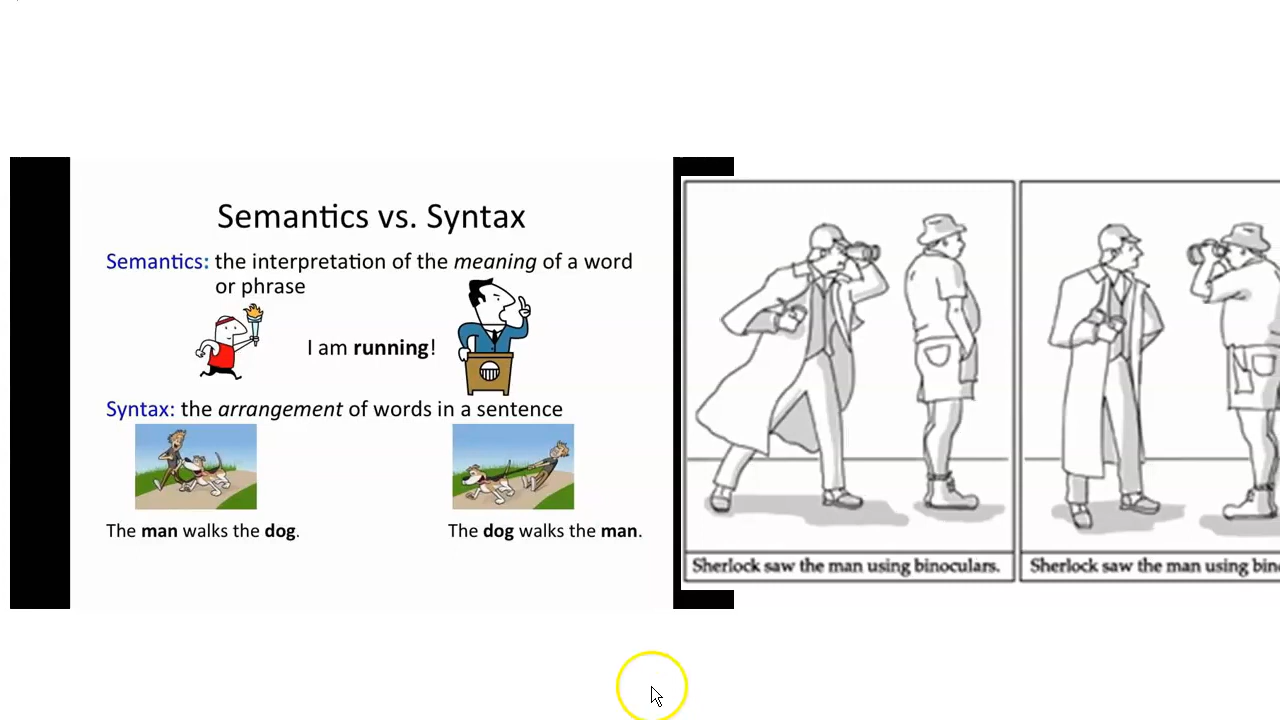 Semantics vs. Syntax
Semantics: the interpretation of the meaning of a word
or phrase
I am running!
Syntax: the arrangement of words in a sentence
The man walks the dog.
The dog walks the man.
Sherlock saw the man using binoculars.
Sherlock saw the man using